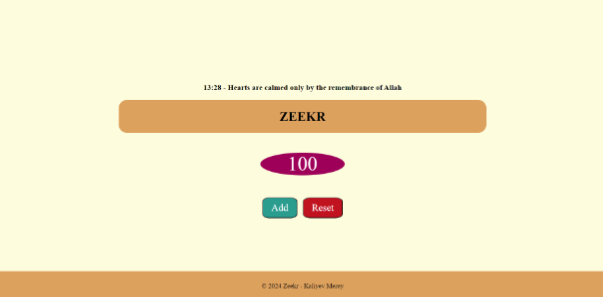 13:28 - Hearts are calmed only by the remembrance of Allah
ZEEKR
100
Add Reset
© 2024 Zeekr - Kaliyev Merey